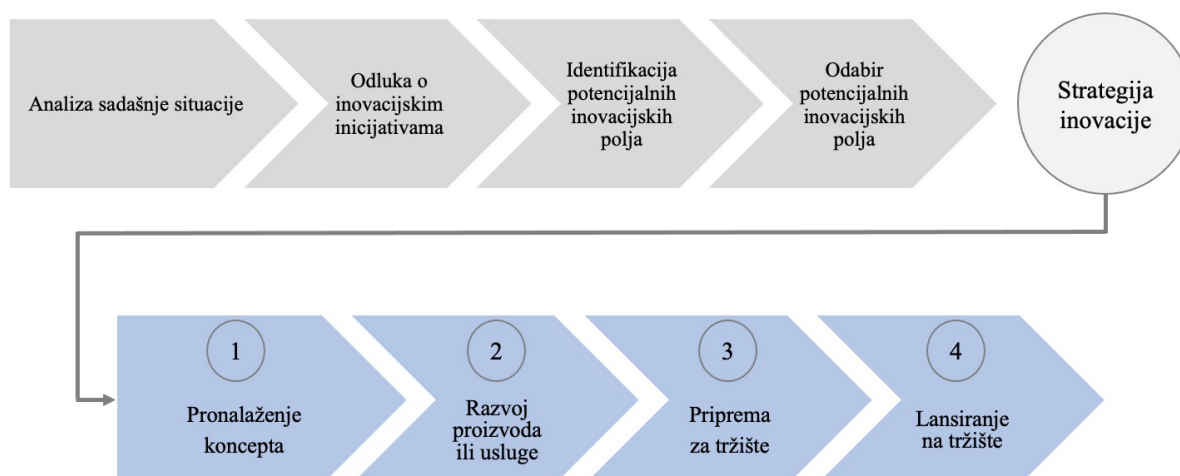 Analiza sadašnje situacije
Odluka o
inovacijskim
inicijativama
Identifikacija
potencijalnih
inovacijskih
polja
Odabir
potencijalnih
inovacijskih
polja
Strategija
inovacije
1
Pronalaženje
koncepta
2
Razvoj
proizvoda
ili usluge
3
Priprema
za tržište
4
Lansiranje
na tržište